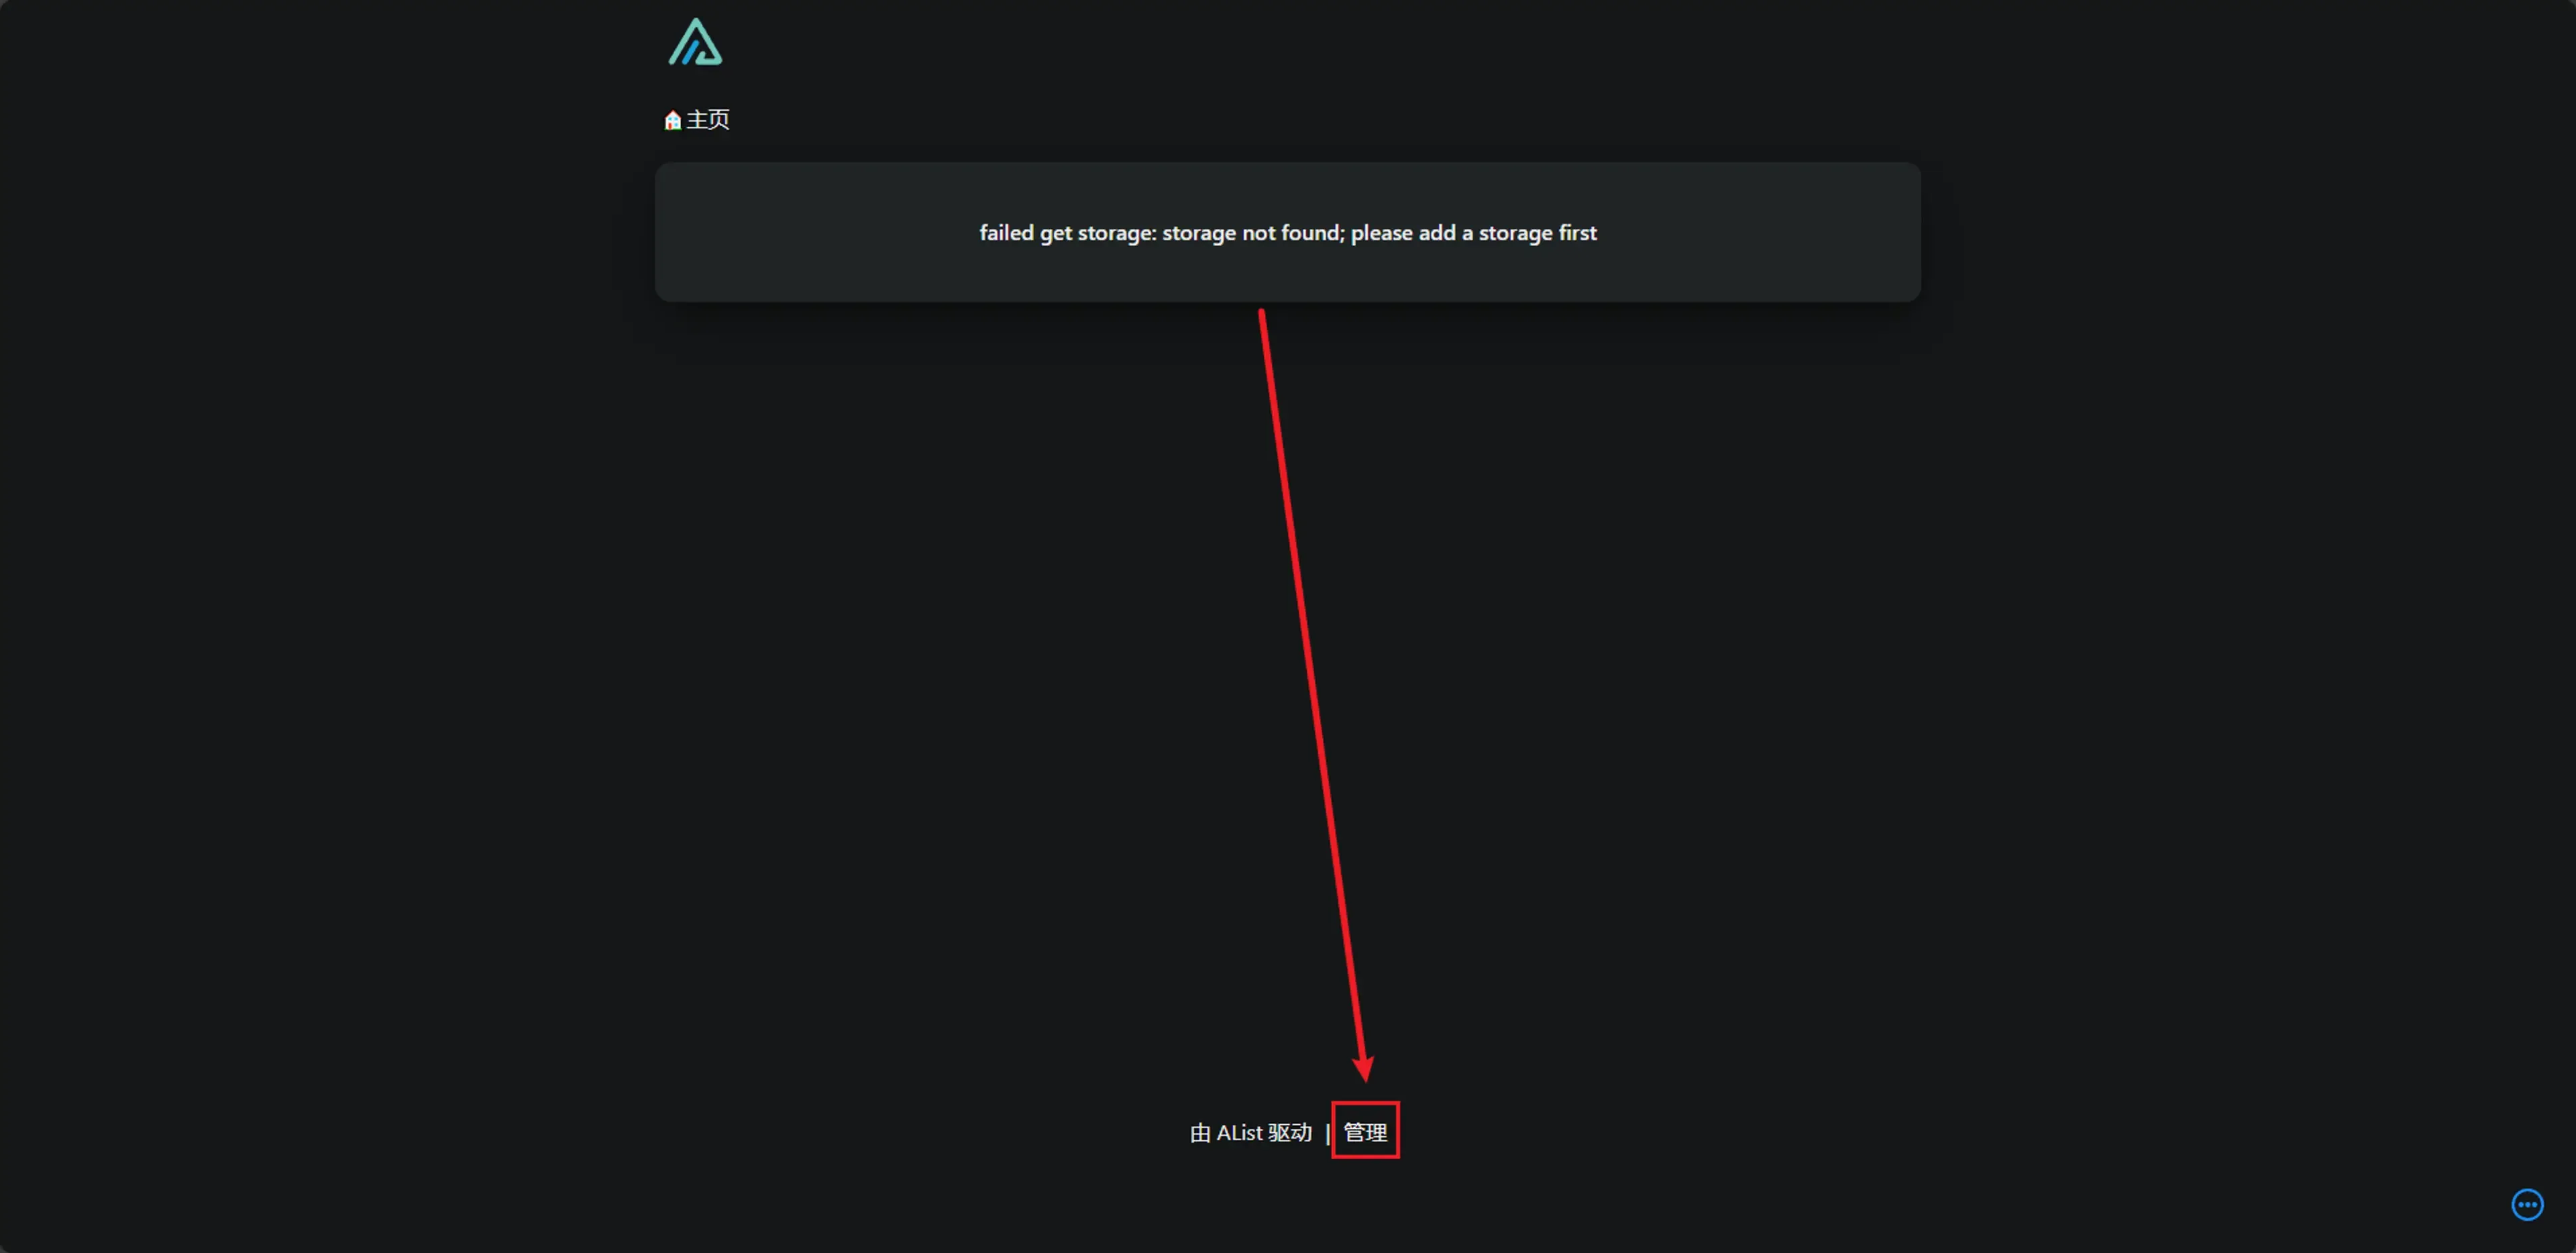 主页
failed get storage: storage not found; please add a storage first
由 AList 驱动 | 管理